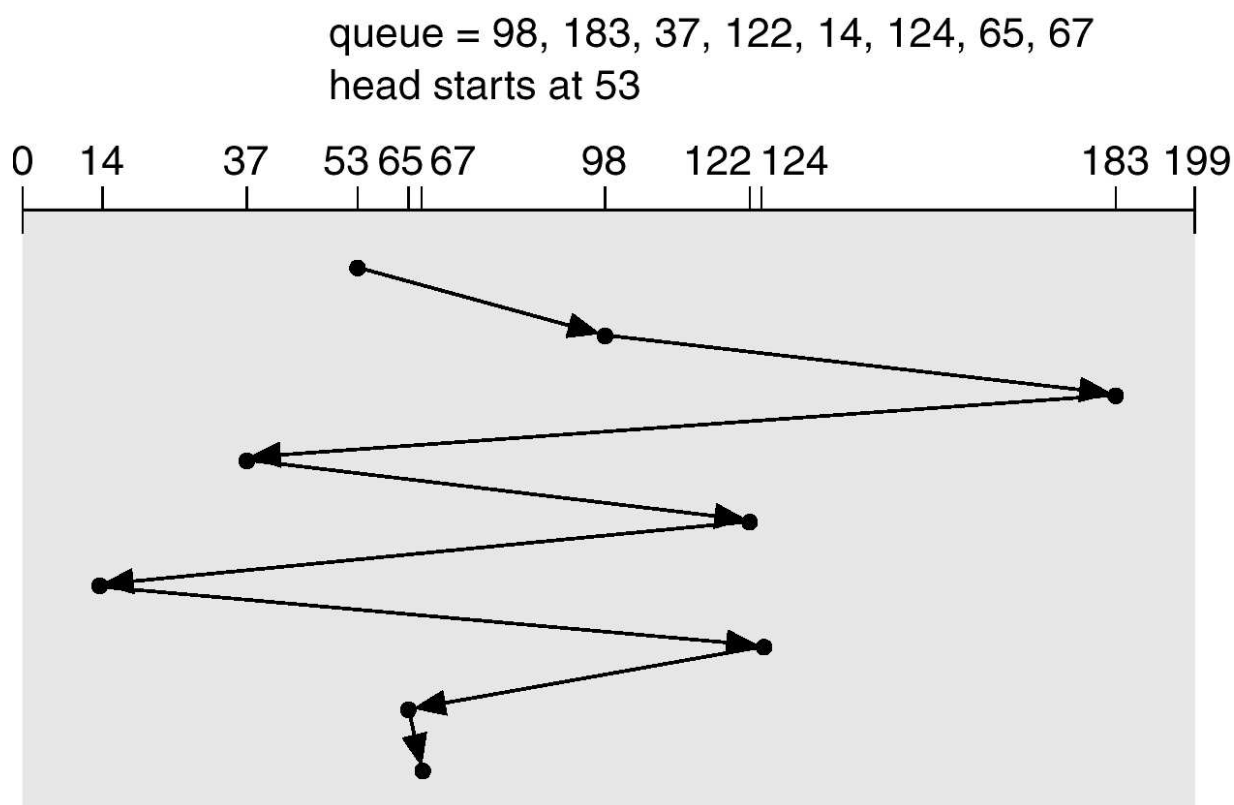 queue = 98, 183, 37, 122, 14, 124, 65, 67
head starts at 53
0 14 37 53 65 67 98 122 124 183 199